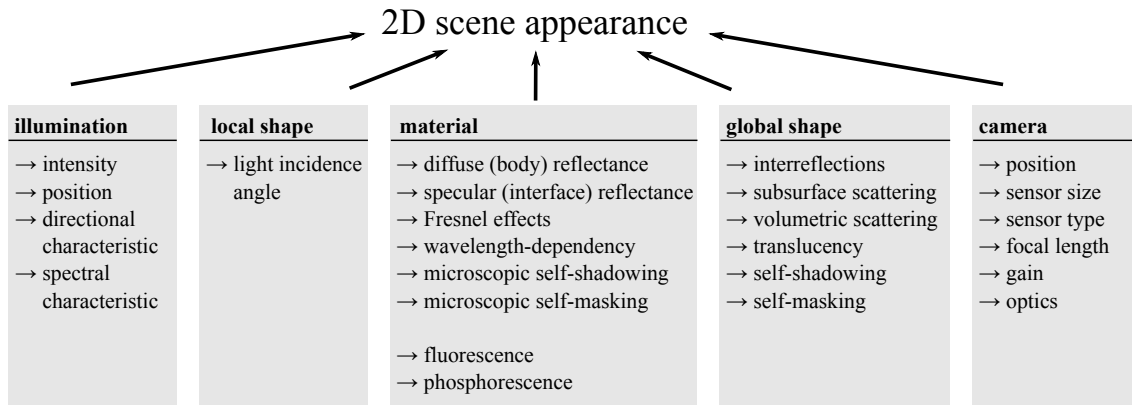 2D scene appearance
illumination
→ intensity
→ position
→ directional
characteristic
→ spectral
characteristic
local shape
→ light incidence
angle
material
→ diffuse (body) reflectance
→ specular (interface) reflectance
→ Fresnel effects
→ wavelength-dependency
→ microscopic self-shadowing
→ microscopic self-masking
→ fluorescence
→ phosphorescence
global shape
→ interreflections
→ subsurface scattering
→ volumetric scattering
→ translucency
→ self-shadowing
→ self-masking
camera
→ position
→ sensor size
→ sensor type
→ focal length
→ gain
→ optics